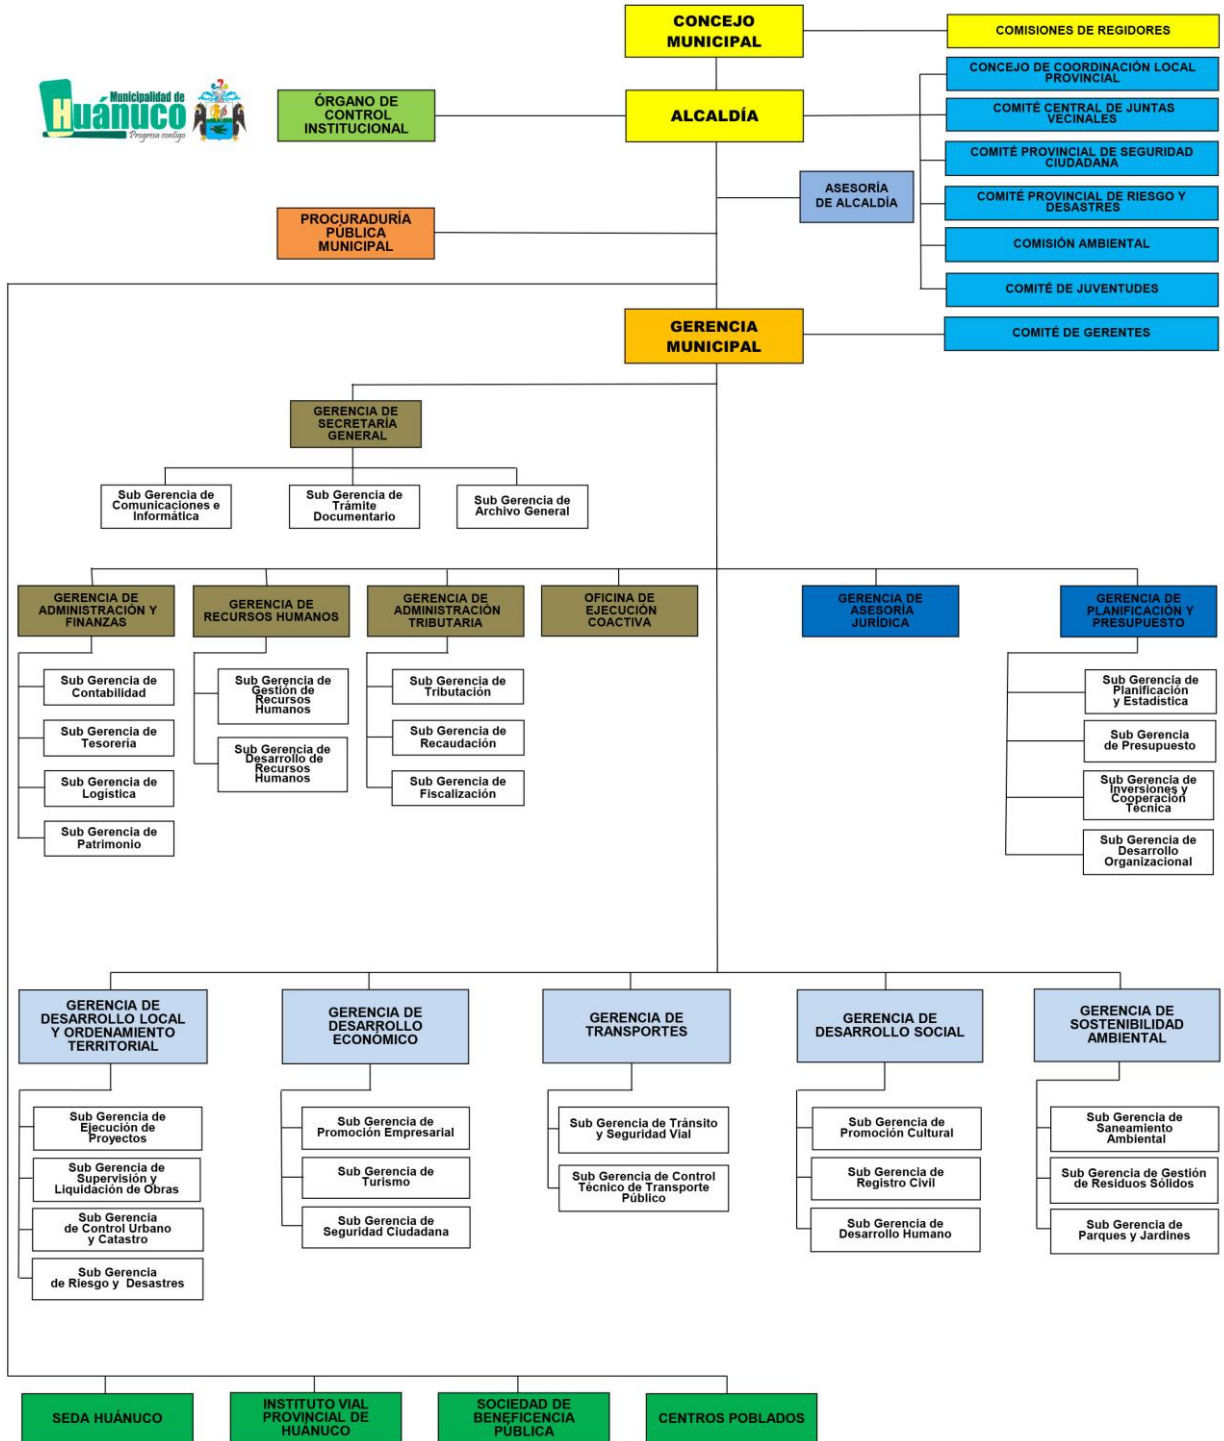 CONCEJO
MUNICIPAL
COMISIONES DE REGIDORES
Municipalidad de
Huánuco
Progresa contigo
ÓRGANO DE
CONTROL
INSTITUCIONAL
ALCALDÍA
CONCEJO DE COORDINACIÓN LOCAL
PROVINCIAL
COMITÉ CENTRAL DE JUNTAS
VECINALES
COMITÉ PROVINCIAL DE SEGURIDAD
CIUDADANA
ASESORÍA
DE ALCALDÍA
COMITÉ PROVINCIAL DE RIESGO Y
DESASTRES
PROCURADURÍA
PÚBLICA
MUNICIPAL
COMISIÓN AMBIENTAL
COMITÉ DE JUVENTUDES
GERENCIA
MUNICIPAL
COMITÉ DE GERENTES
GERENCIA DE
SECRETARÍA
GENERAL
Sub Gerencia de
Comunicaciones e
Informática
Sub Gerencia de
Trámite
Documentario
Sub Gerencia de
Archivo General
GERENCIA DE
ADMINISTRACIÓN Y
FINANZAS
GERENCIA DE
RECURSOS HUMANOS
GERENCIA DE
ADMINISTRACIÓN
TRIBUTARIA
OFICINA DE
EJECUCIÓN
COACTIVA
GERENCIA DE
ASESORÍA
JURÍDICA
GERENCIA DE
PLANIFICACIÓN Y
PRESUPUESTO
Sub Gerencia de
Contabilidad
Sub Gerencia de
Tesorería
Sub Gerencia de
Logística
Sub Gerencia de
Patrimonio
Sub Gerencia de
Gestión de
Recursos
Humanos
Sub Gerencia de
Desarrollo de
Recursos
Humanos
Sub Gerencia de
Tributación
Sub Gerencia de
Recaudación
Sub Gerencia de
Fiscalización
Sub Gerencia de
Planificación
y Estadística
Sub Gerencia
de Presupuesto
Sub Gerencia de
Inversiones y
Cooperación
Técnica
Sub Gerencia de
Desarrollo
Organizacional
GERENCIA DE
DESARROLLO LOCAL
Y ORDENAMIENTO
TERRITORIAL
GERENCIA DE
DESARROLLO
ECONÓMICO
GERENCIA DE
TRANSPORTES
GERENCIA DE
DESARROLLO SOCIAL
GERENCIA DE
SOSTENIBILIDAD
AMBIENTAL
Sub Gerencia de
Ejecución de
Proyectos
Sub Gerencia de
Supervisión y
Liquidación de Obras
Sub Gerencia
de Control Urbano
y Catastro
Sub Gerencia
de Riesgo y Desastres
Sub Gerencia de
Promoción Empresarial
Sub Gerencia de
Turismo
Sub Gerencia de
Seguridad Ciudadana
Sub Gerencia de Tránsito
y Seguridad Vial
Sub Gerencia de Control
Técnico de Transporte
Público
Sub Gerencia de
Promoción Cultural
Sub Gerencia de
Registro Civil
Sub Gerencia de
Desarrollo Humano
Sub Gerencia de
Saneamiento
Ambiental
Sub Gerencia de Gestión
de Residuos Sólidos
Sub Gerencia de
Parques y Jardines
SEDA HUÁNUCO
INSTITUTO VIAL
PROVINCIAL DE
HUÁNUCO
SOCIEDAD DE
BENEFICENCIA
PÚBLICA
CENTROS POBLADOS